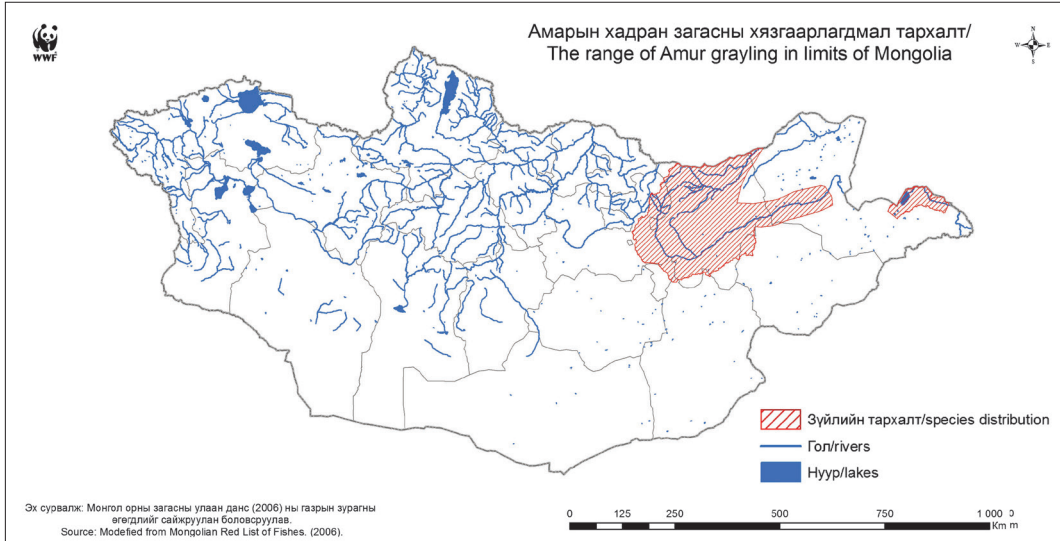 WWF
Амарын хадран загасны хязгаарлагдмал тархалт/
The range of Amur grayling in limits of Mongolia
N
W E
S
Зүйлийн тархалт/species distribution
Гол/rivers
Нуур/lakes
Эх сурвалж: Монгол орны загасны улаан данс (2006) ны газрын зурагны
өгөгдлийг сайжруулан боловсруулав.
Source: Modefied from Mongolian Red List of Fishes. (2006).
0 125 250 500 750 1 000
Km m